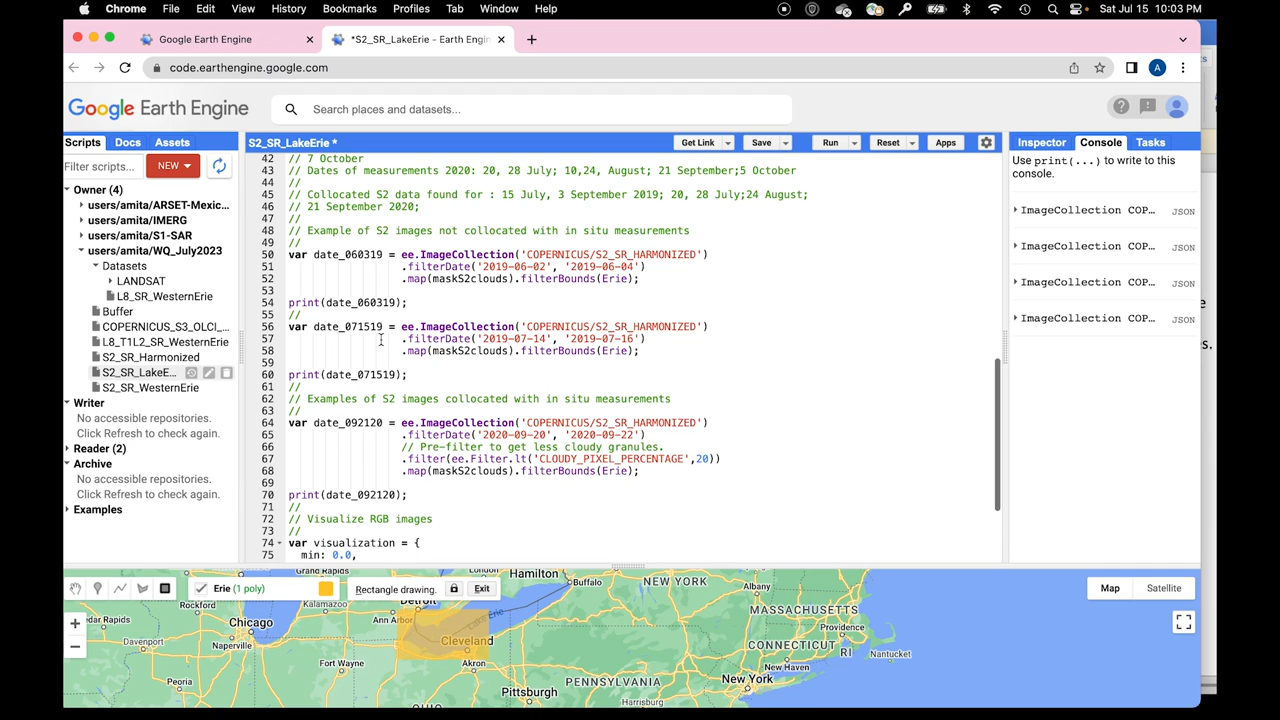 Chrome File Edit View History Bookmarks Profiles Tab Window Help Sat Jul 15 10:03 PM
Google Earth Engine
*S2_SR_LakeErie - Earth Engin
code.earthengine.google.com
A
Google Earth Engine
Search places and datasets...
Scripts Docs Assets
Filter scripts... NEW
Owner (4)
users/amita/ARSET-Mexic...
users/amita/IMERG
users/amita/S1-SAR
users/amita/WQ_July2023
Datasets
LANDSAT
L8_SR_WesternErie
Buffer
COPERNICUS_S3_OLCI_...
L8_T1L2_SR_WesternErie
S2_SR_Harmonized
S2_SR_LakeE...
S2_SR_WesternErie
Writer
No accessible repositories.
Click Refresh to check again.
Reader (2)
Archive
No accessible repositories.
Click Refresh to check again.
Examples
S2_SR_LakeErie *
Get Link Save Run Reset Apps
42 // 7 October
43 // Dates of measurements 2020: 20, 28 July; 10,24, August; 21 September;5 October
44 //
45 // Collocated S2 data found for : 15 July, 3 September 2019; 20, 28 July;24 August;
46 // 21 September 2020;
47 //
48 // Example of S2 images not collocated with in situ measurements
49 //
50 var date_060319 = ee.ImageCollection('COPERNICUS/S2_SR_HARMONIZED')
51 .filterDate('2019-06-02', '2019-06-04')
52 .map(maskS2clouds).filterBounds(Erie);
53
54 print(date_060319);
55 //
56 var date_071519 = ee.ImageCollection('COPERNICUS/S2_SR_HARMONIZED')
57 .filterDate('2019-07-14', '2019-07-16')
58 .map(maskS2clouds).filterBounds(Erie);
59
60 print(date_071519);
61 //
62 // Examples of S2 images collocated with in situ measurements
63 //
64 var date_092120 = ee.ImageCollection('COPERNICUS/S2_SR_HARMONIZED')
65 .filterDate('2020-09-20', '2020-09-22')
66 // Pre-filter to get less cloudy granules.
67 .filter(ee.Filter.lt('CLOUDY_PIXEL_PERCENTAGE',20))
68 .map(maskS2clouds).filterBounds(Erie);
69
70 print(date_092120);
71 //
72 // Visualize RGB images
73 //
74 var visualization = {
75 min: 0.0,
Inspector Console Tasks
Use print(...) to write to this
console.
ImageCollection COP... JSON
ImageCollection COP... JSON
ImageCollection COP... JSON
ImageCollection COP... JSON
Erie (1 poly)
Rectangle drawing. Exit
Map Satellite
Grand Rapids
Hamilton
London
Buffalo
NEW YORK
Albany
MASSACHUSETTS
Providence
CONNECTICUT
RI
Nantucket
New Haven
New York
Harrisburg
PENNSYLVANIA
Pittsburgh
Akron
Cleveland
Lake Erie
Detroit
Ann Arbor
Kalamazoo
Rockford
Chicago
Naperville
Davenport
edar Rapids
Fort Wayne
Peoria
OHIO